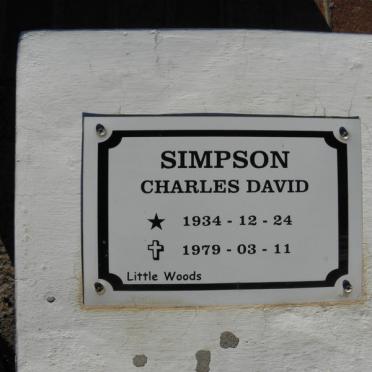 SIMPSON
CHARLES DAVID
★ 1934 - 12 - 24
✞ 1979 - 03 - 11
Little Woods